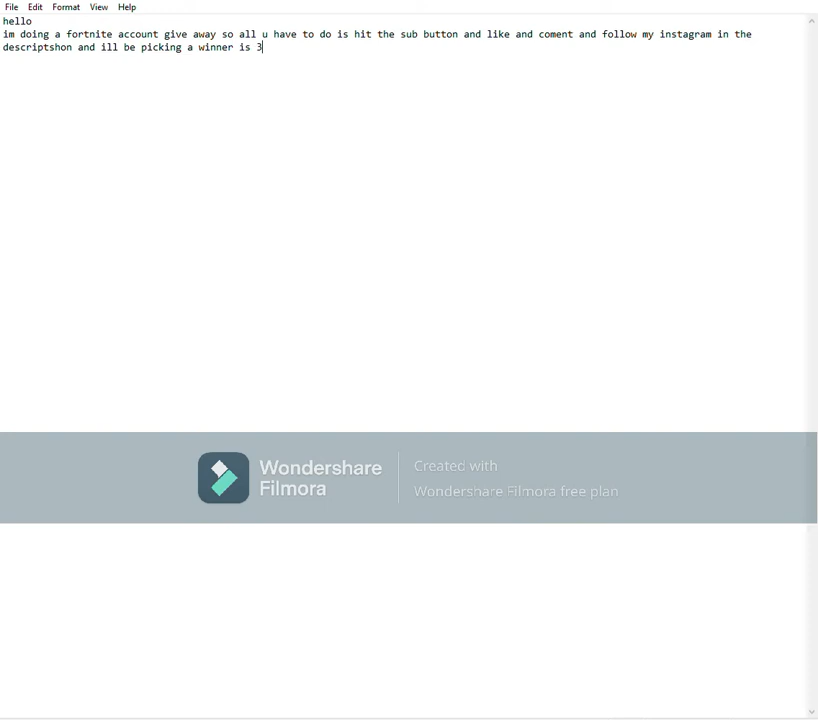 File Edit Format View Help
hello
im doing a fortnite account give away so all u have to do is hit the sub button and like and coment and follow my instagram in the
descriptshon and ill be picking a winner is 3
Wondershare
Filmora
Created with
Wondershare Filmora free plan